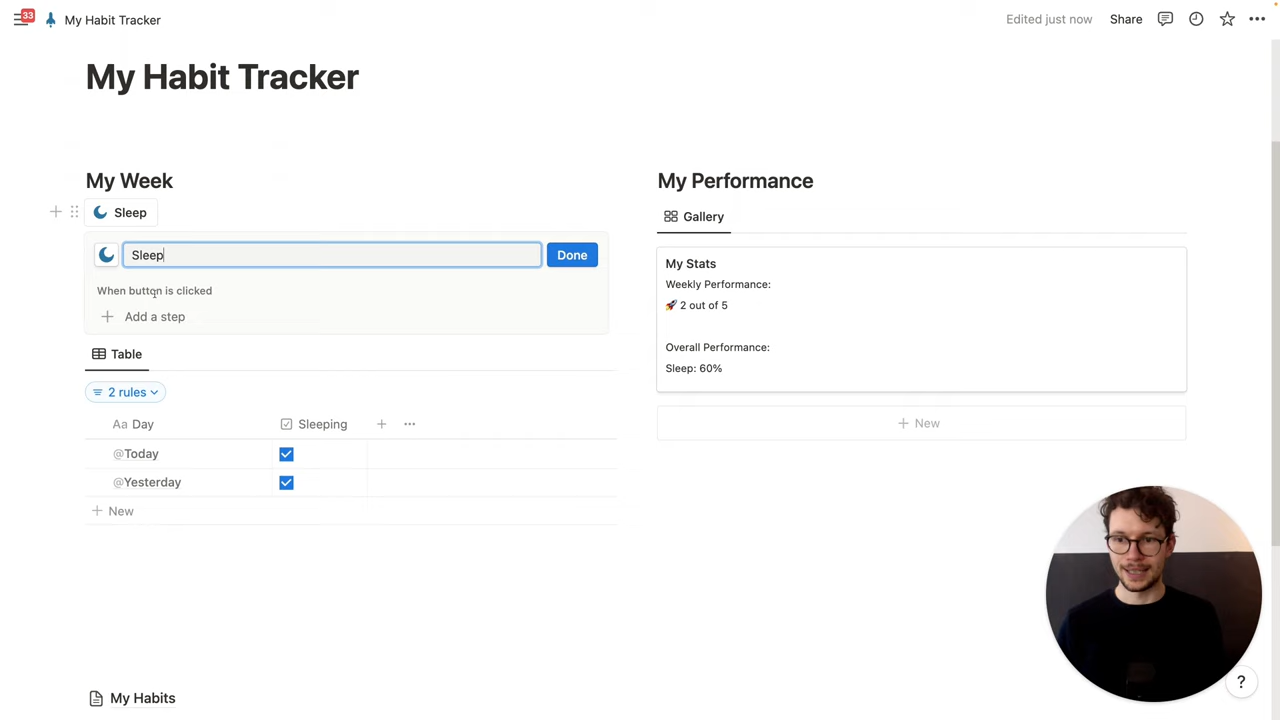 33
My Habit Tracker
Edited just now
Share
My Habit Tracker
My Week
Sleep
Sleep
Done
When button is clicked
Add a step
Table
2 rules
Aa Day
Sleeping
@Today
@Yesterday
New
My Performance
Gallery
My Stats
Weekly Performance:
🚀 2 out of 5
Overall Performance:
Sleep: 60%
New
My Habits
?